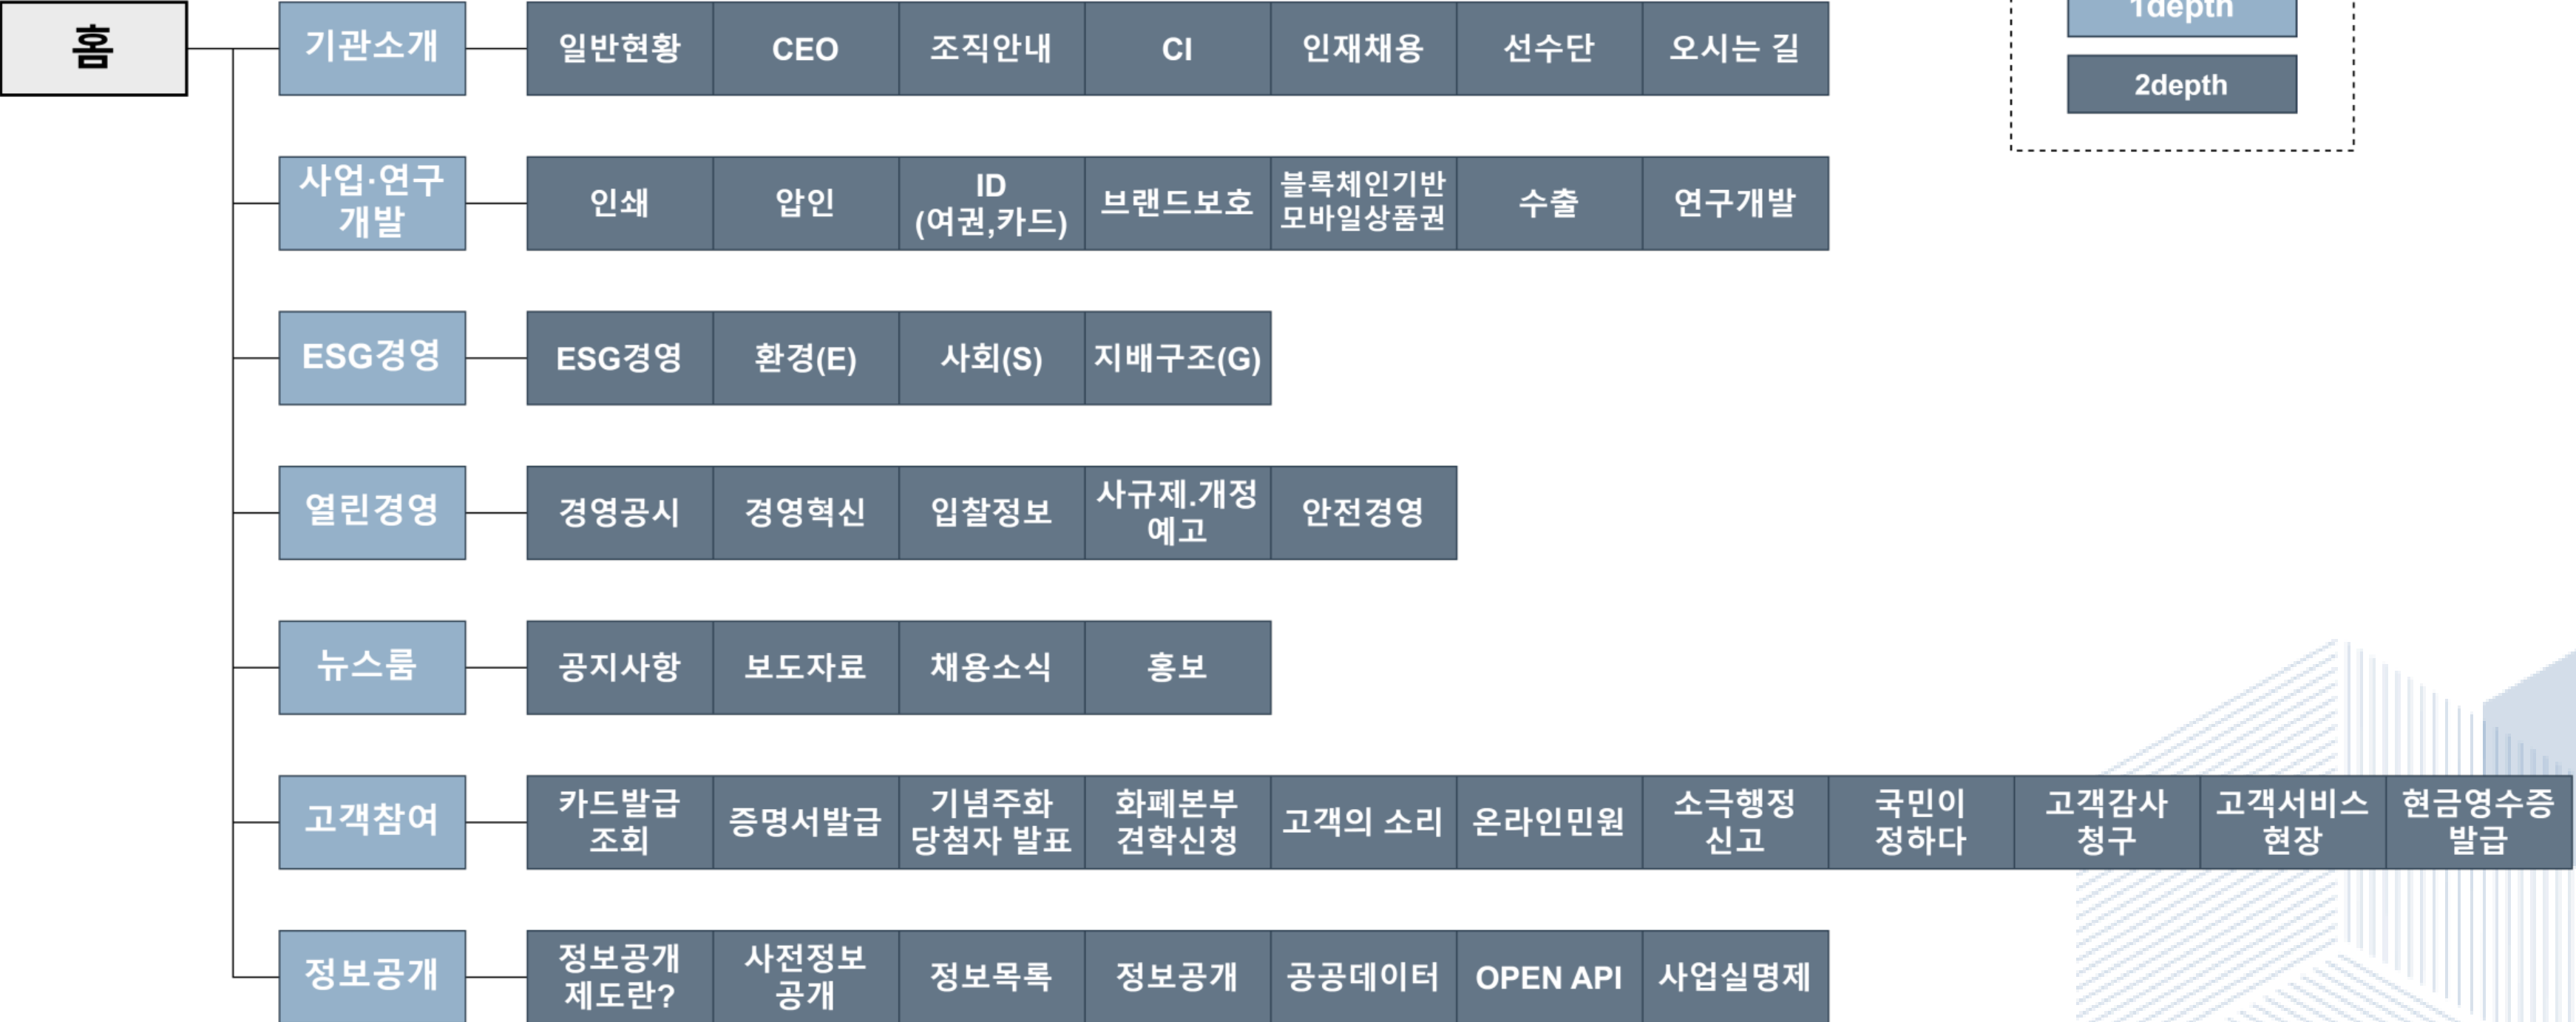 홈
기관소개
일반현황
CEO
조직안내
CI
인재채용
선수단
오시는 길
1depth
2depth
사업·연구
개발
인쇄
압인
ID
(여권,카드)
브랜드보호
블록체인기반
모바일상품권
수출
연구개발
ESG경영
ESG경영
환경(E)
사회(S)
지배구조(G)
열린경영
경영공시
경영혁신
입찰정보
사규제.개정
예고
안전경영
뉴스룸
공지사항
보도자료
채용소식
홍보
고객참여
카드발급
조회
증명서발급
기념주화
당첨자 발표
화폐본부
견학신청
고객의 소리
온라인민원
소극행정
신고
국민이
정하다
고객감사
청구
고객서비스
현장
현금영수증
발급
정보공개
정보공개
제도란?
사전정보
공개
정보목록
정보공개
공공데이터
OPEN API
사업실명제